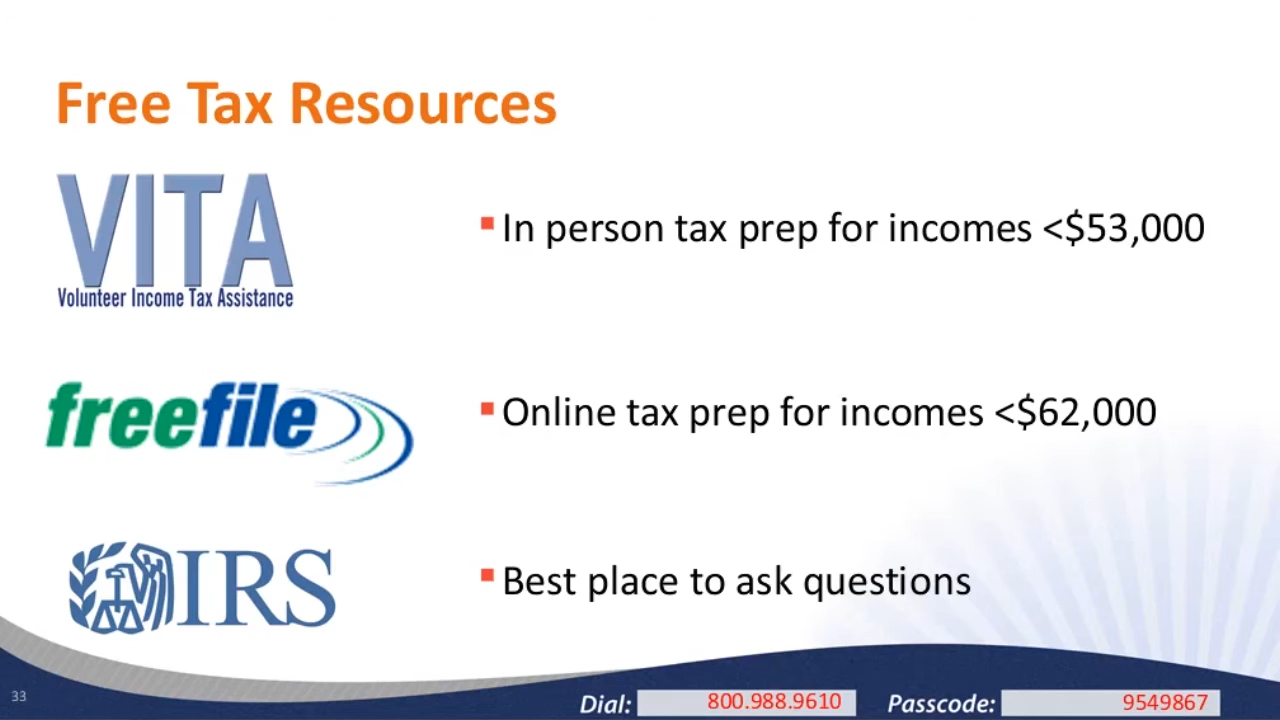 Free Tax Resources
VITA
Volunteer Income Tax Assistance
In person tax prep for incomes <$53,000
freefile
Online tax prep for incomes <$62,000
IRS
Best place to ask questions
33
Dial: 800.988.9610 Passcode: 9549867